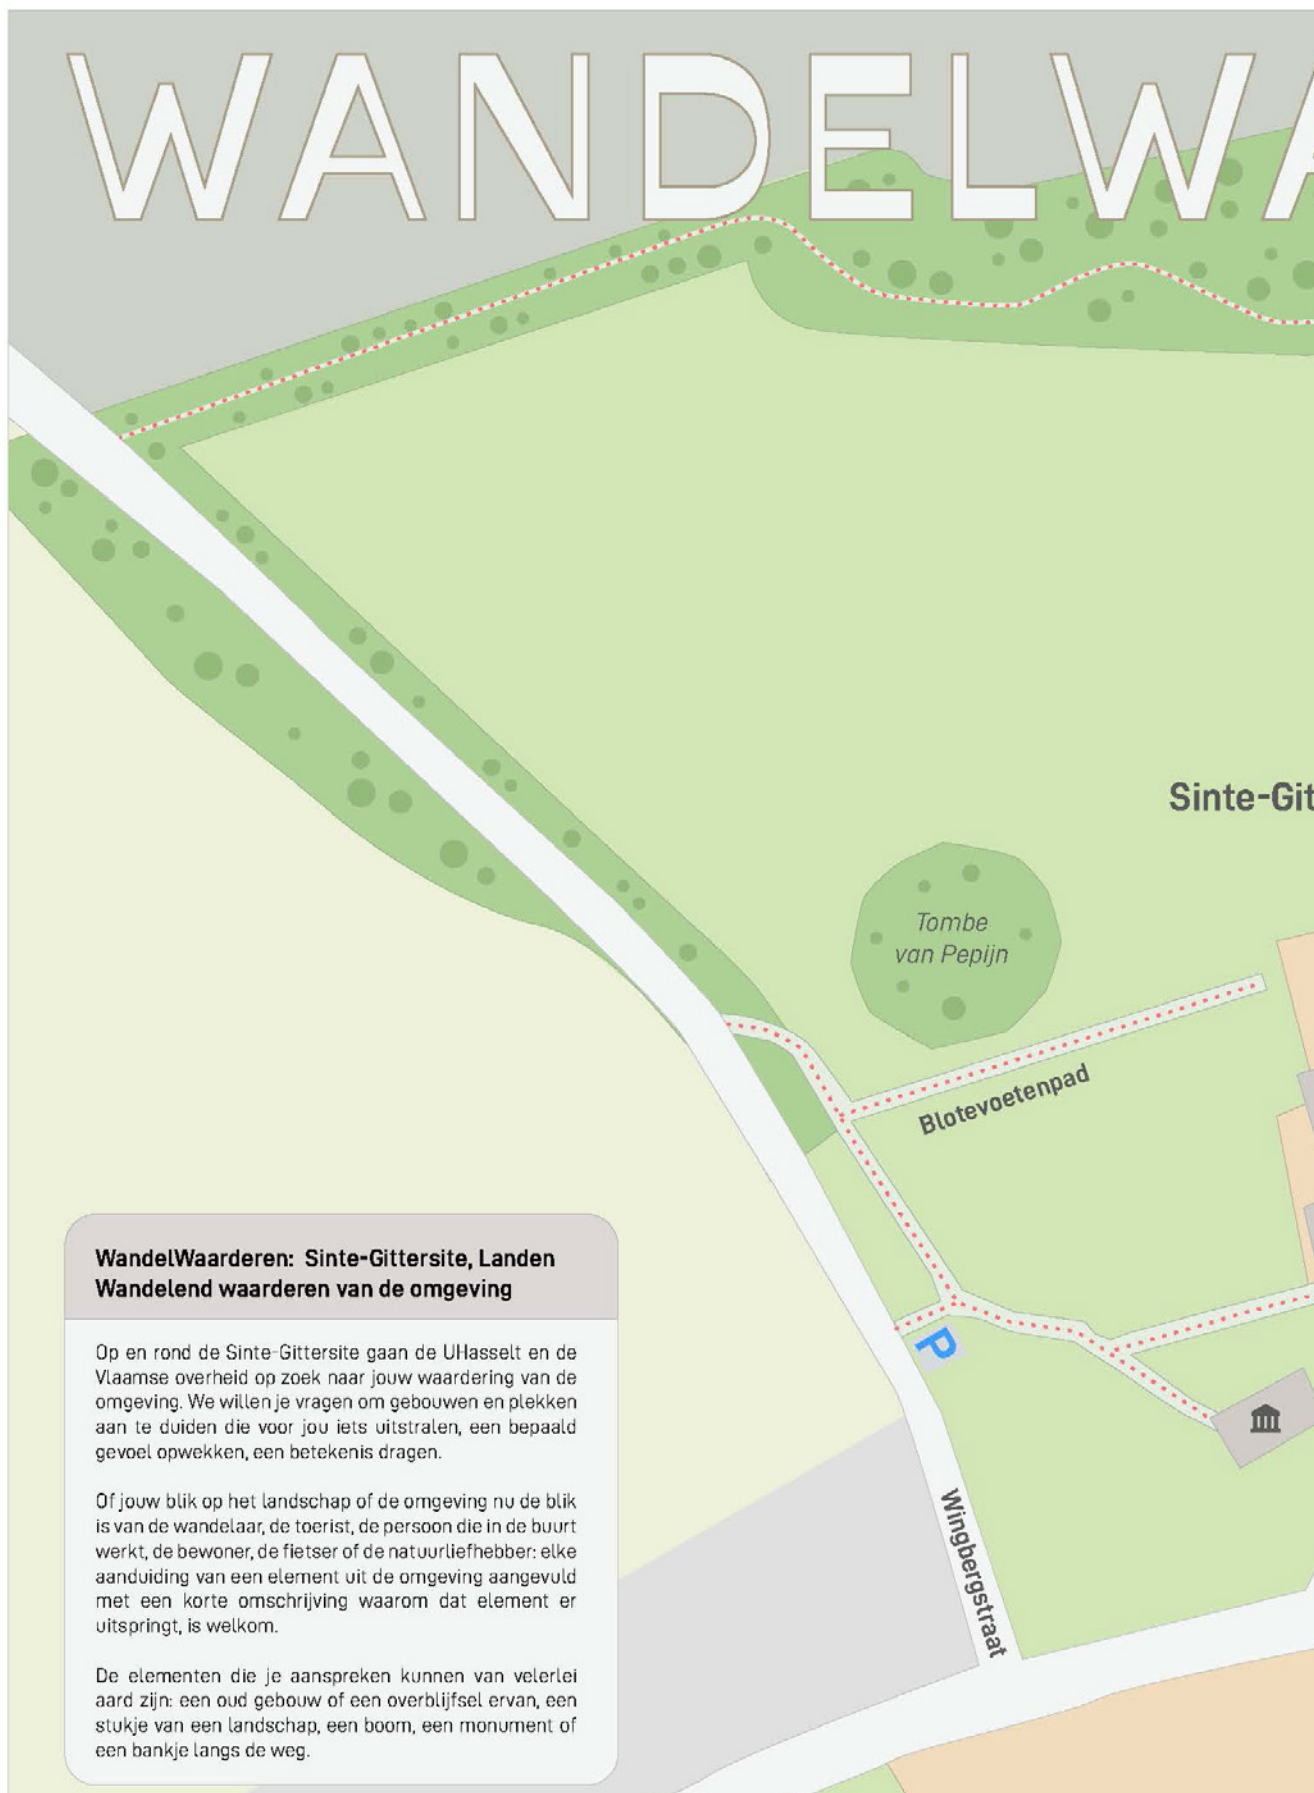 WANDELWA
Sinte-Git
Tombe
van Pepijn
Blotevoetenpad
P
Wingbergstraat
WandelWaarderen: Sinte-Gittersite, Landen
Wandelend waarderen van de omgeving
Op en rond de Sinte-Gittersite gaan de UHasselt en de
Vlaamse overheid op zoek naar jouw waardering van de
omgeving. We willen je vragen om gebouwen en plekken
aan te duiden die voor jou iets uitstralen, een bepaald
gevoel opwekken, een betekenis dragen.
Of jouw blik op het landschap of de omgeving nu de blik
is van de wandelaar, de toerist, de persoon die in de buurt
werkt, de bewoner, de fietser of de natuurliefhebber: elke
aanduiding van een element uit de omgeving aangevuld
met een korte omschrijving waarom dat element er
uitspringt, is welkom.
De elementen die je aanspreken kunnen van velerlei
aard zijn: een oud gebouw of een overblijfsel ervan, een
stukje van een landschap, een boom, een monument of
een bankje langs de weg.